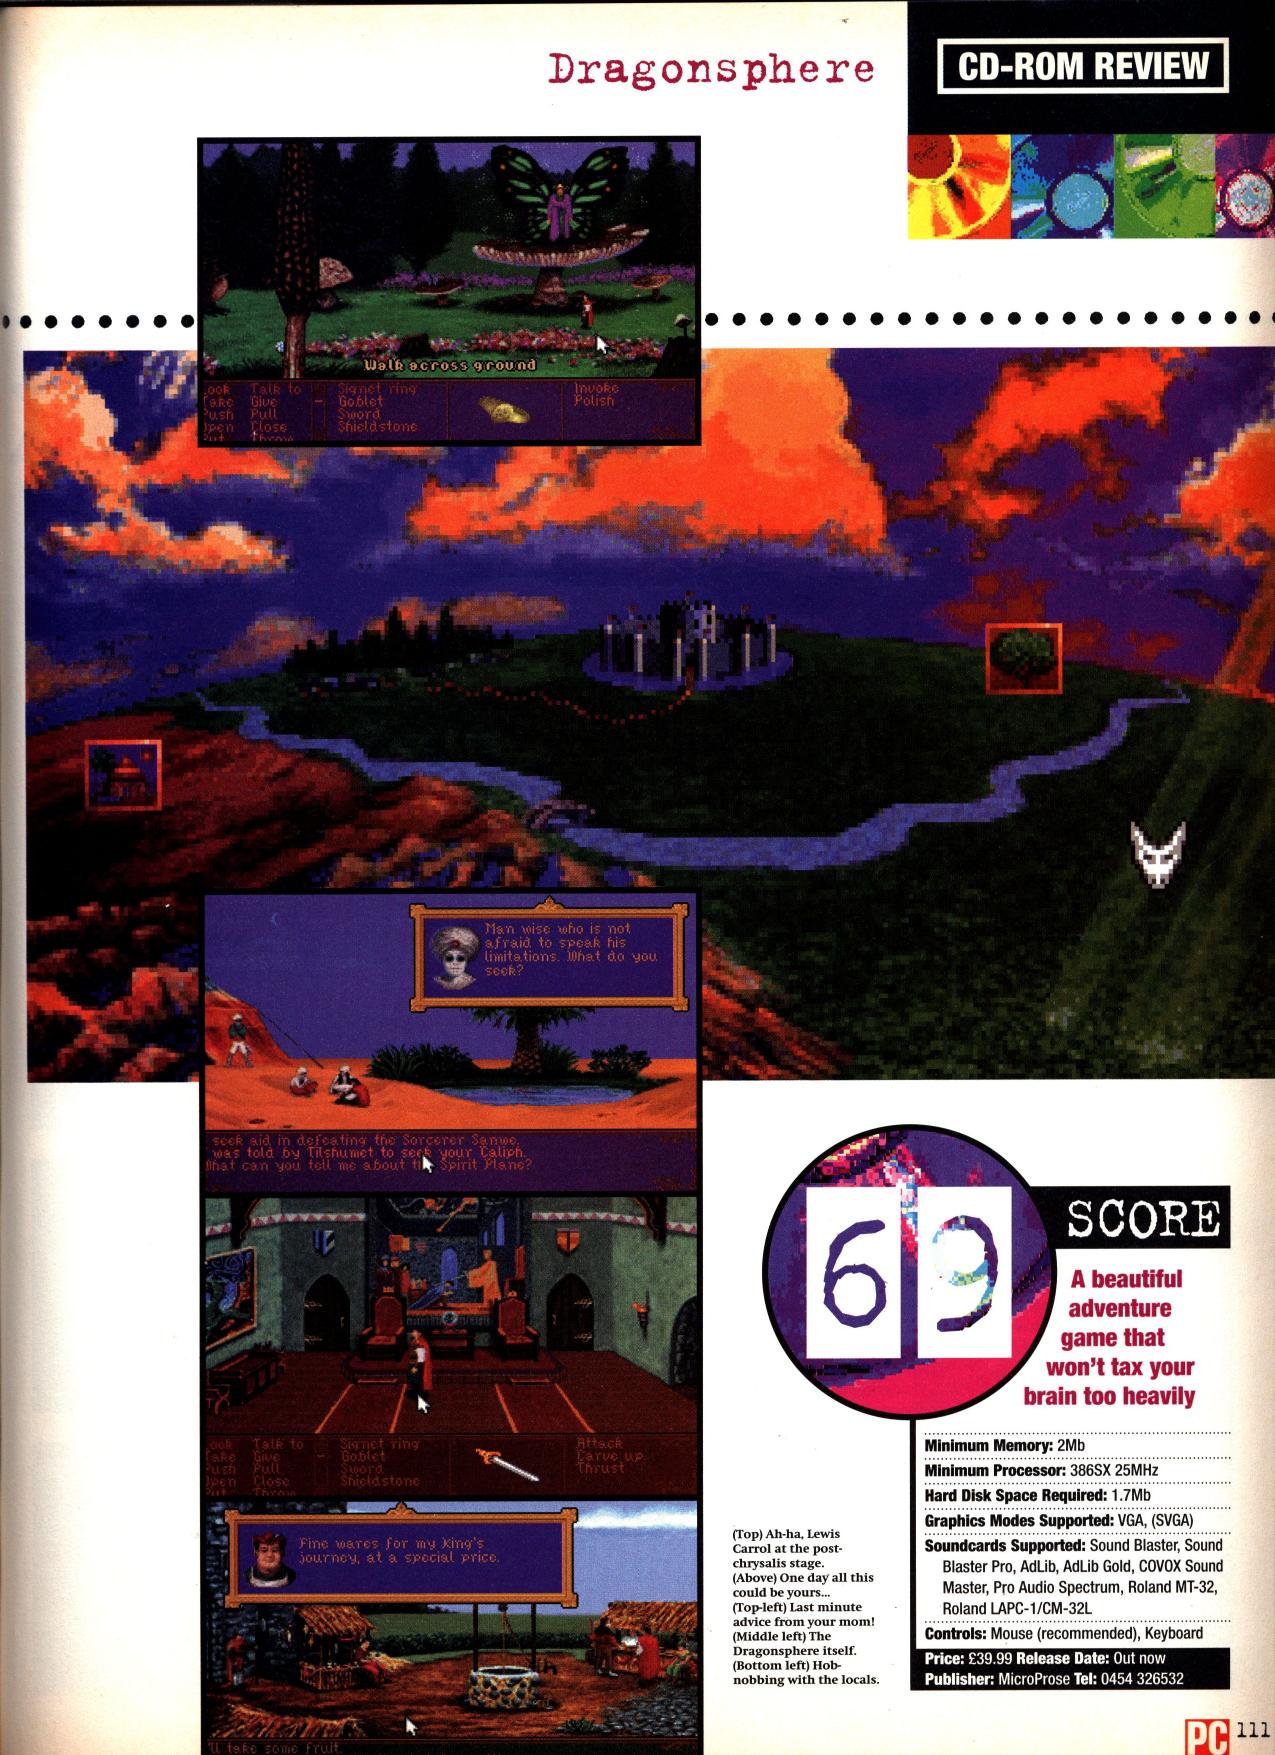 Dragonsphere
CD-ROM REVIEW
Walk across ground
Look Talk to Signet ring Invoke
Take Give Goblet Polish
Push Pull Sword
Open Close Shieldstone
Put Throw
Man wise who is not
afraid to speak his
limitations. What do you
seek?
seek aid in defeating the Sorcerer Sanwe.
was told by Tilshumet to seek your Caliph.
What can you tell me about the Spirit Plane?
Look Talk to Signet ring Attack
Take Give Goblet Carve up
Push Pull Sword Thrust
Open Close Shieldstone
Put Throw
Fine wares for my King's
journey, at a special price.
'll take some fruit.
69
SCORE
A beautiful
adventure
game that
won't tax your
brain too heavily
Minimum Memory: 2Mb
Minimum Processor: 386SX 25MHz
Hard Disk Space Required: 1.7Mb
Graphics Modes Supported: VGA, (SVGA)
Soundcards Supported: Sound Blaster, Sound
Blaster Pro, AdLib, AdLib Gold, COVOX Sound
Master, Pro Audio Spectrum, Roland MT-32,
Roland LAPC-1/CM-32L
Controls: Mouse (recommended), Keyboard
Price: £39.99 Release Date: Out now
Publisher: MicroProse Tel: 0454 326532
(Top) Ah-ha, Lewis
Carrol at the post-
chrysalis stage.
(Above) One day all this
could be yours...
(Top-left) Last minute
advice from your mom!
(Middle left) The
Dragonsphere itself.
(Bottom left) Hob-
nobbing with the locals.
PC 111